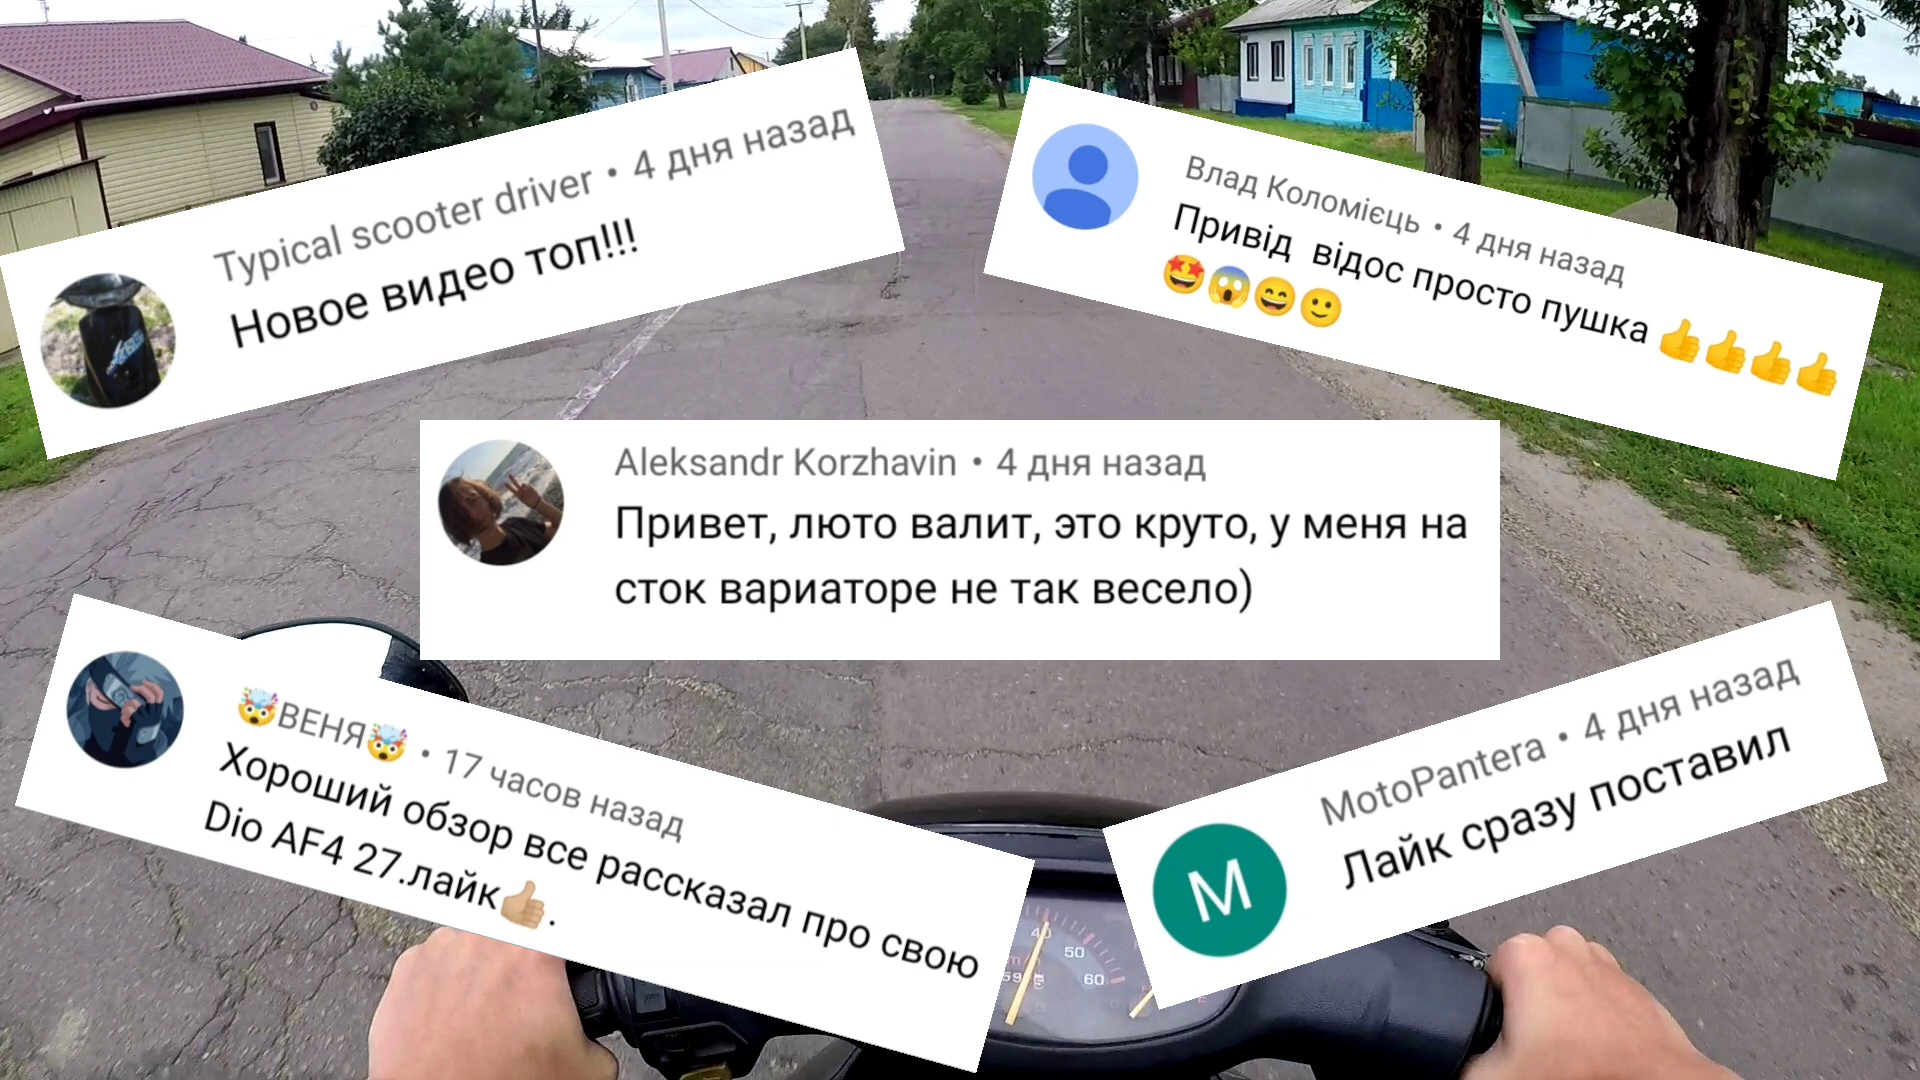 Typical scooter driver • 4 дня назад
Новое видео топ!!!
Влад Коломієць • 4 дня назад
Привід відос просто пушка 👍👍👍👍
🤩😱😄🙂
Aleksandr Korzhavin • 4 дня назад
Привет, люто валит, это круто, у меня на
сток вариаторе не так весело)
🤯ВЕНЯ🤯 • 17 часов назад
Хороший обзор все рассказал про свою
Dio AF4 27.лайк👍🏼.
MotoPantera • 4 дня назад
Лайк сразу поставил
M
40
50
60